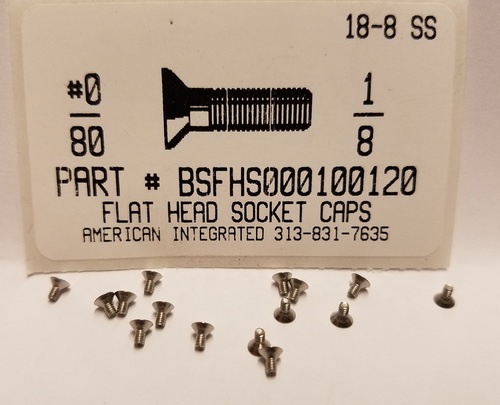 18-8 SS
#0
80
1
8
PART # BSFHS000100120
FLAT HEAD SOCKET CAPS
AMERICAN INTEGRATED 313-831-7635